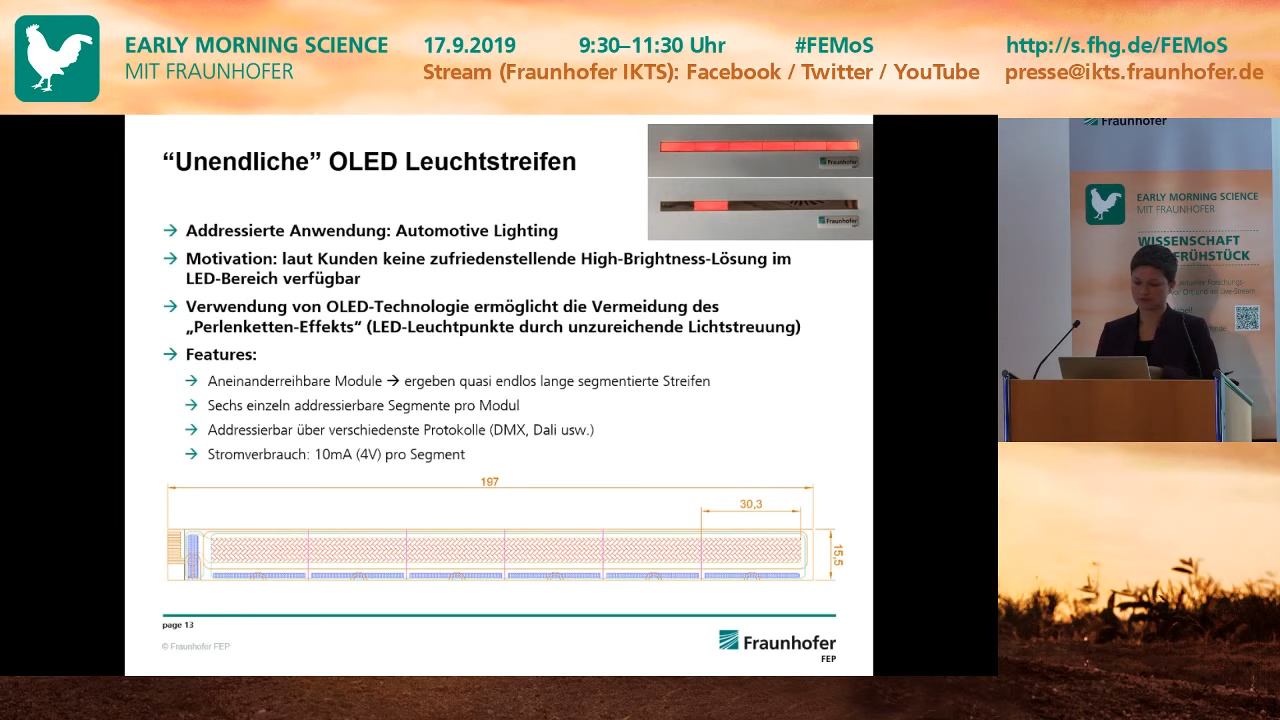 EARLY MORNING SCIENCE
MIT FRAUNHOFER
17.9.2019 9:30–11:30 Uhr #FEMoS http://s.fhg.de/FEMoS
Stream (Fraunhofer IKTS): Facebook / Twitter / YouTube presse@ikts.fraunhofer.de
“Unendliche” OLED Leuchtstreifen
Fraunhofer
Fraunhofer
→ Addressierte Anwendung: Automotive Lighting
→ Motivation: laut Kunden keine zufriedenstellende High-Brightness-Lösung im
LED-Bereich verfügbar
→ Verwendung von OLED-Technologie ermöglicht die Vermeidung des
„Perlenketten-Effekts“ (LED-Leuchtpunkte durch unzureichende Lichtstreuung)
→ Features:
→ Aneinanderreihbare Module → ergeben quasi endlos lange segmentierte Streifen
→ Sechs einzeln addressierbare Segmente pro Modul
→ Addressierbar über verschiedenste Protokolle (DMX, Dali usw.)
→ Stromverbrauch: 10mA (4V) pro Segment
197
30,3
15,5
page 13
© Fraunhofer FEP
Fraunhofer
FEP
Fraunhofer
EARLY MORNING SCIENCE
MIT FRAUNHOFER
WISSENSCHAFT
FRÜHSTÜCK